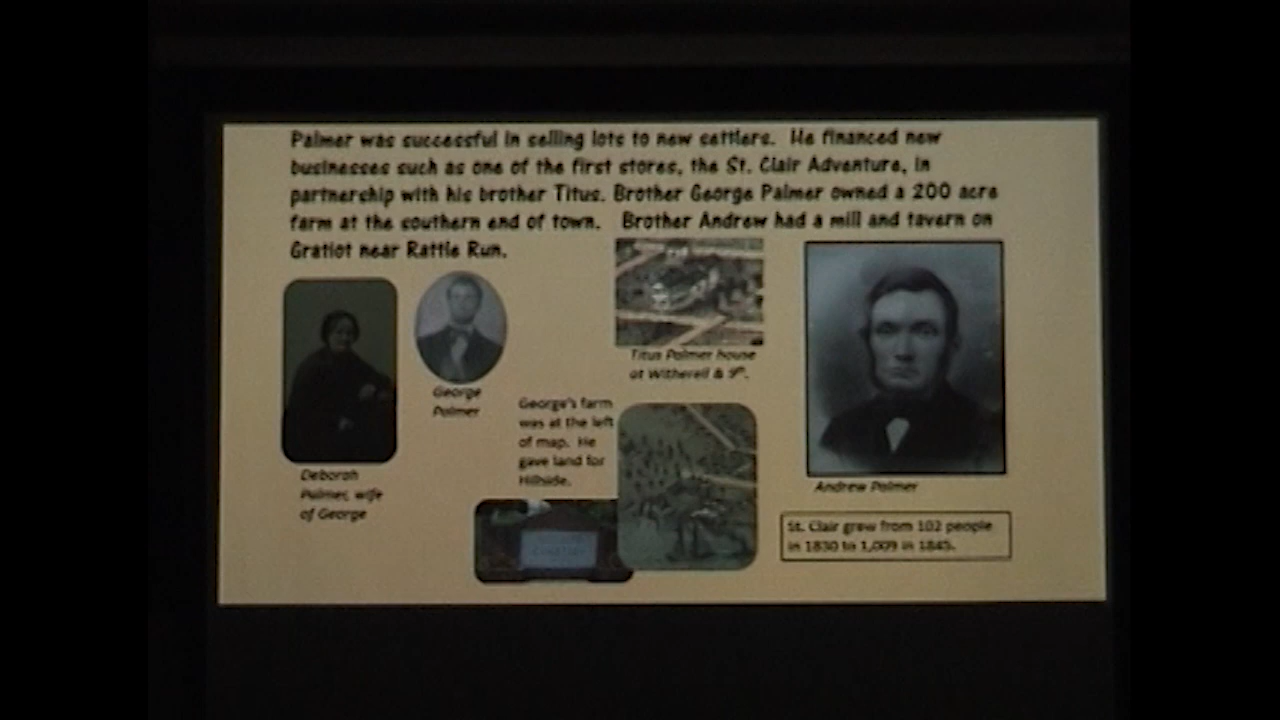 Palmer was successful in selling lots to new settlers. He financed new
businesses such as one of the first stores, the St. Clair Adventure, in
partnership with his brother Titus. Brother George Palmer owned a 200 acre
farm at the southern end of town. Brother Andrew had a mill and tavern on
Gratiot near Rattle Run.
Titus Palmer house
at Witherell & 9th.
George
Palmer
George's farm
was at the left
of map. He
gave land for
Hillside.
Deborah
Palmer, wife
of George
Andrew Palmer
St. Clair grew from 102 people
in 1830 to 1,009 in 1845.